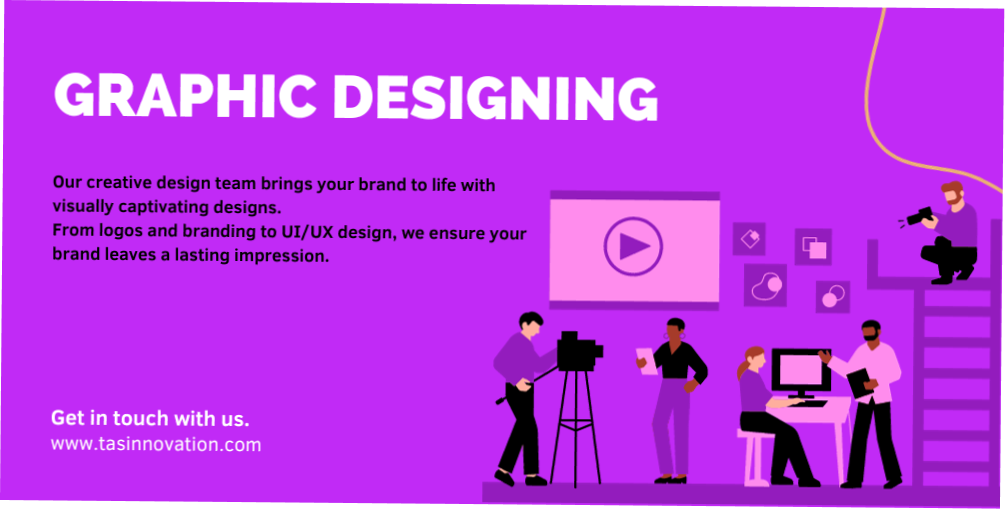 GRAPHIC DESIGNING
Our creative design team brings your brand to life with
visually captivating designs.
From logos and branding to UI/UX design, we ensure your
brand leaves a lasting impression.
Get in touch with us.
www.tasinnovation.com